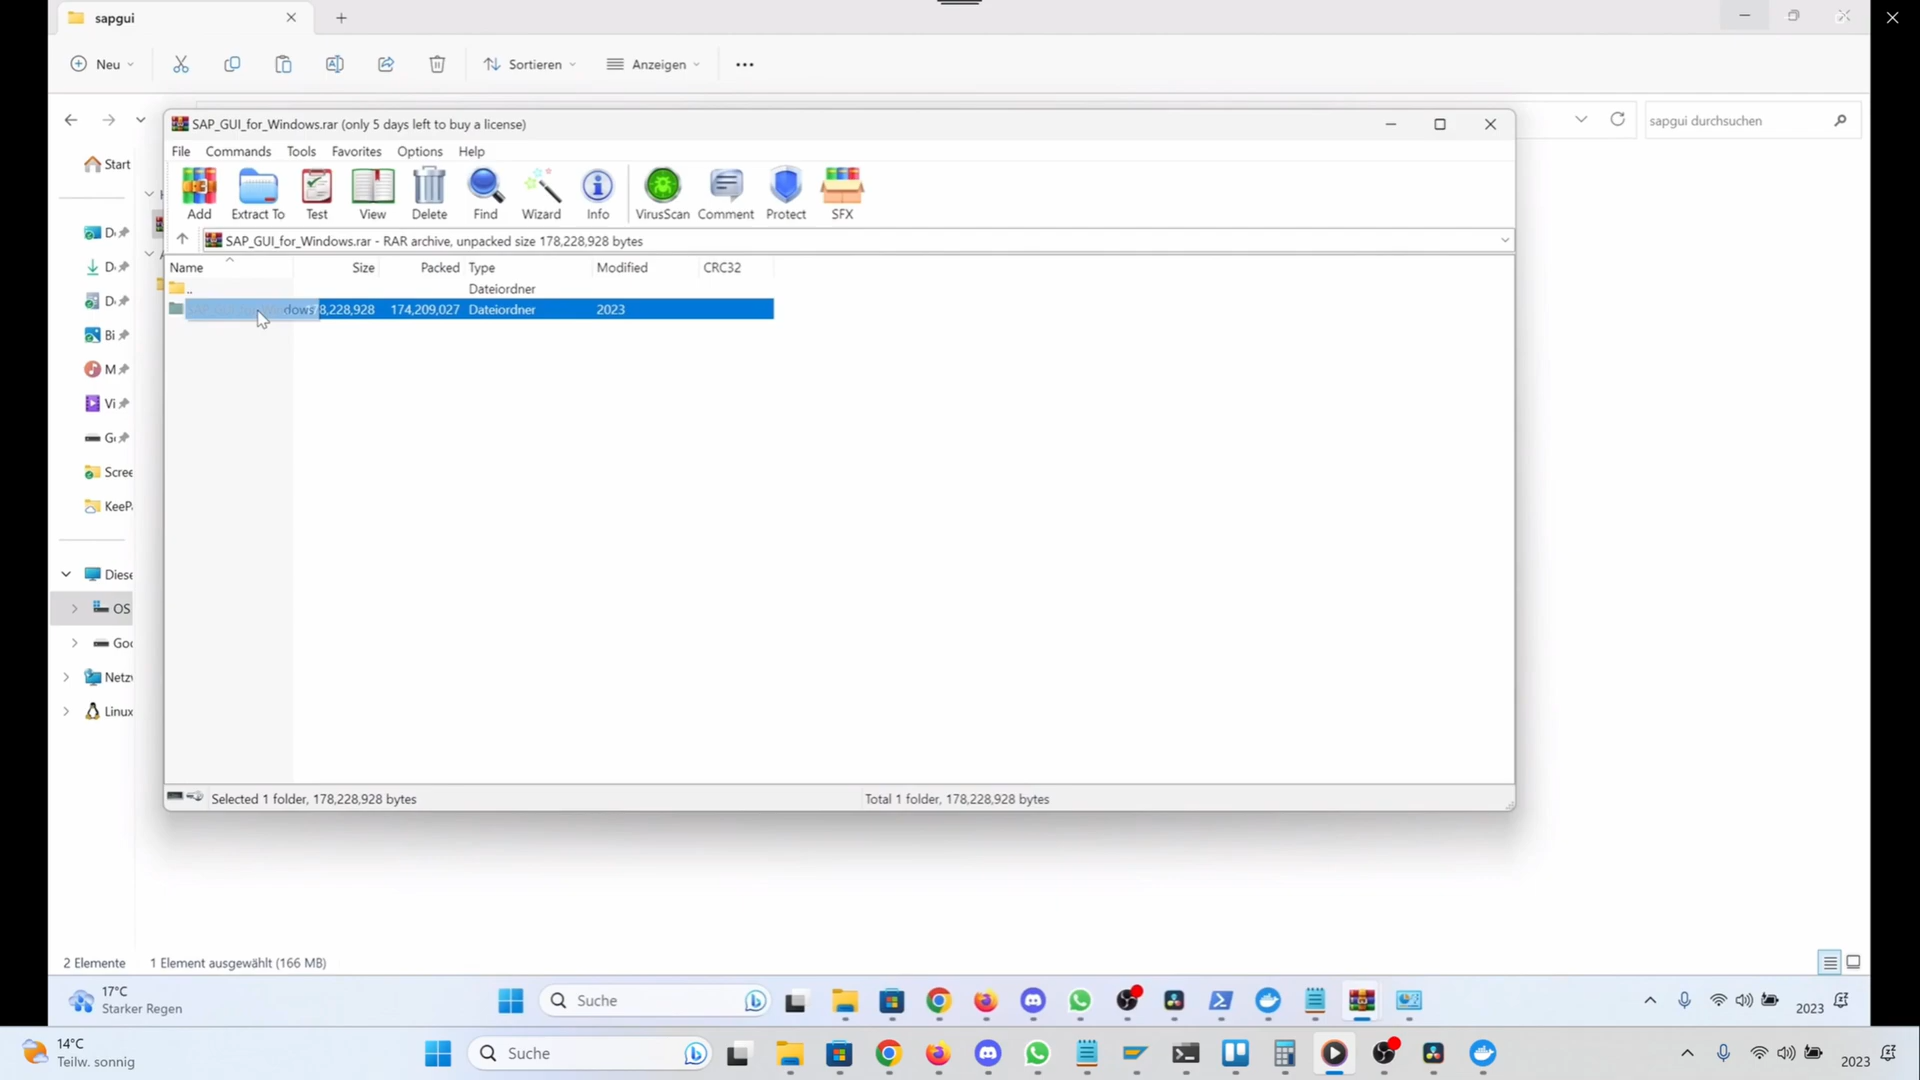 sapgui
Neu
Sortieren
Anzeigen
sapgui durchsuchen
SAP_GUI_for_Windows.rar (only 5 days left to buy a license)
File Commands Tools Favorites Options Help
Start
Add Extract To Test View Delete Find Wizard Info VirusScan Comment Protect SFX
SAP_GUI_for_Windows.rar - RAR archive, unpacked size 178,228,928 bytes
Name Size Packed Type Modified CRC32
.. Dateiordner
dows 78,228,928 174,209,027 Dateiordner 2023
D
D
D
Bi
M
Vi
G
Scree
KeeP
Diese
OS
Goo
Netzv
Linux
Selected 1 folder, 178,228,928 bytes
Total 1 folder, 178,228,928 bytes
2 Elemente 1 Element ausgewählt (166 MB)
17°C
Starker Regen
Suche
2023
14°C
Teilw. sonnig
Suche
2023